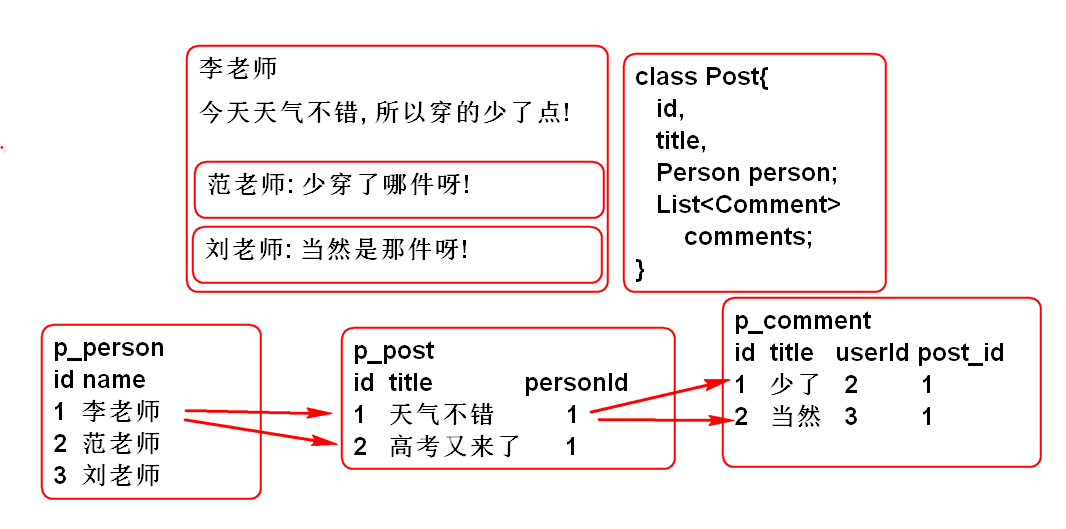 李老师
今天天气不错, 所以穿的少了点!
范老师: 少穿了哪件呀!
刘老师: 当然是那件呀!
class Post{
id,
title,
Person person;
List<Comment>
comments;
}
p_person
id name
1 李老师
2 范老师
3 刘老师
p_post
id title personId
1 天气不错 1
2 高考又来了 1
p_comment
id title userId post_id
1 少了 2 1
2 当然 3 1